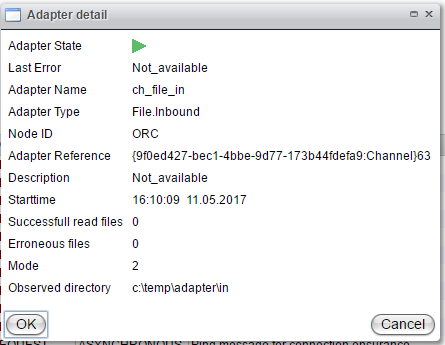 Adapter detail
Adapter State
Last Error Not_available
Adapter Name ch_file_in
Adapter Type File.Inbound
Node ID ORC
Adapter Reference {9f0ed427-bec1-4bbe-9d77-173b44fdefa9:Channel}63
Description Not_available
Starttime 16:10:09 11.05.2017
Successfull read files 0
Erroneous files 0
Mode 2
Observed directory c:\temp\adapter\in
OK Cancel
ASYNCHRONOUS Ping message for connection